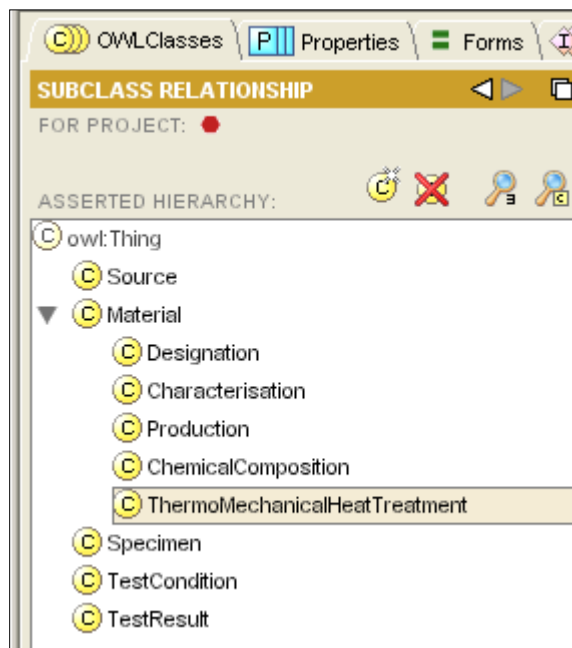 C OWLClasses P Properties = Forms I
SUBCLASS RELATIONSHIP
FOR PROJECT:
ASSERTED HIERARCHY: C
C owl:Thing
C Source
C Material
C Designation
C Characterisation
C Production
C ChemicalComposition
C ThermoMechanicalHeatTreatment
C Specimen
C TestCondition
C TestResult